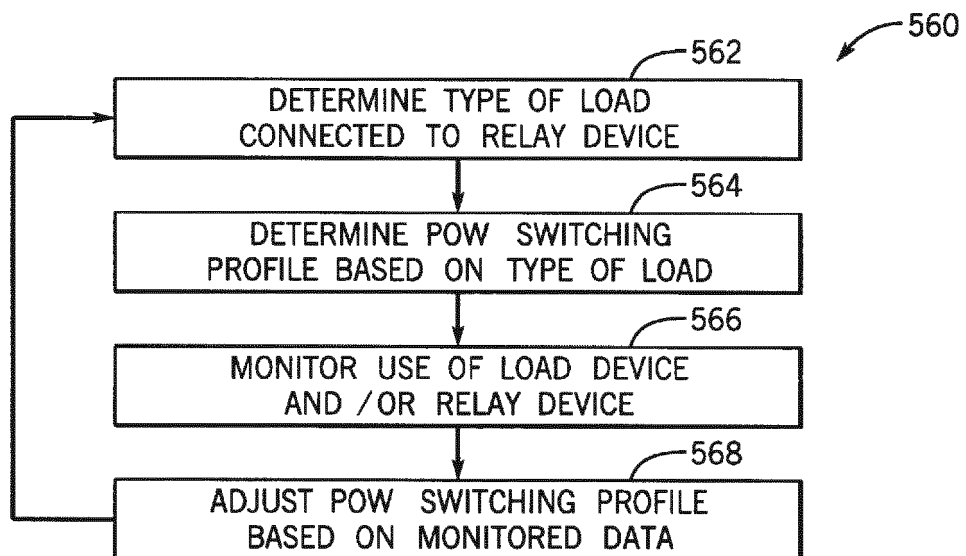 560
562
DETERMINE TYPE OF LOAD
CONNECTED TO RELAY DEVICE
564
DETERMINE POW SWITCHING
PROFILE BASED ON TYPE OF LOAD
566
MONITOR USE OF LOAD DEVICE
AND /OR RELAY DEVICE
568
ADJUST POW SWITCHING PROFILE
BASED ON MONITORED DATA